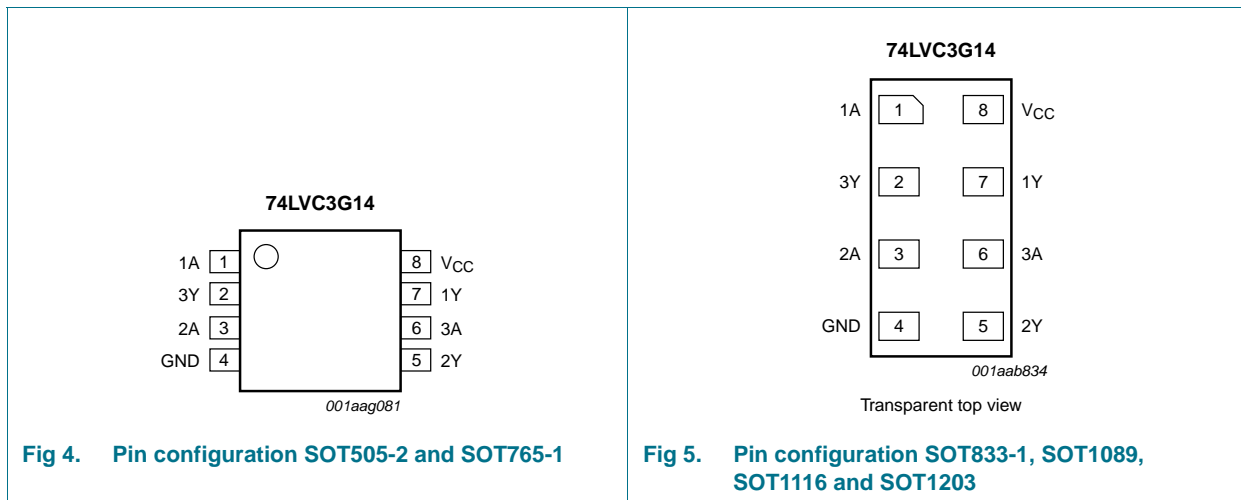 74LVC3G14
1A 1 8 VCC
3Y 2 7 1Y
2A 3 6 3A
GND 4 5 2Y
001aag081
Fig 4. Pin configuration SOT505-2 and SOT765-1
74LVC3G14
1A 1 8 VCC
3Y 2 7 1Y
2A 3 6 3A
GND 4 5 2Y
001aab834
Transparent top view
Fig 5. Pin configuration SOT833-1, SOT1089,
SOT1116 and SOT1203